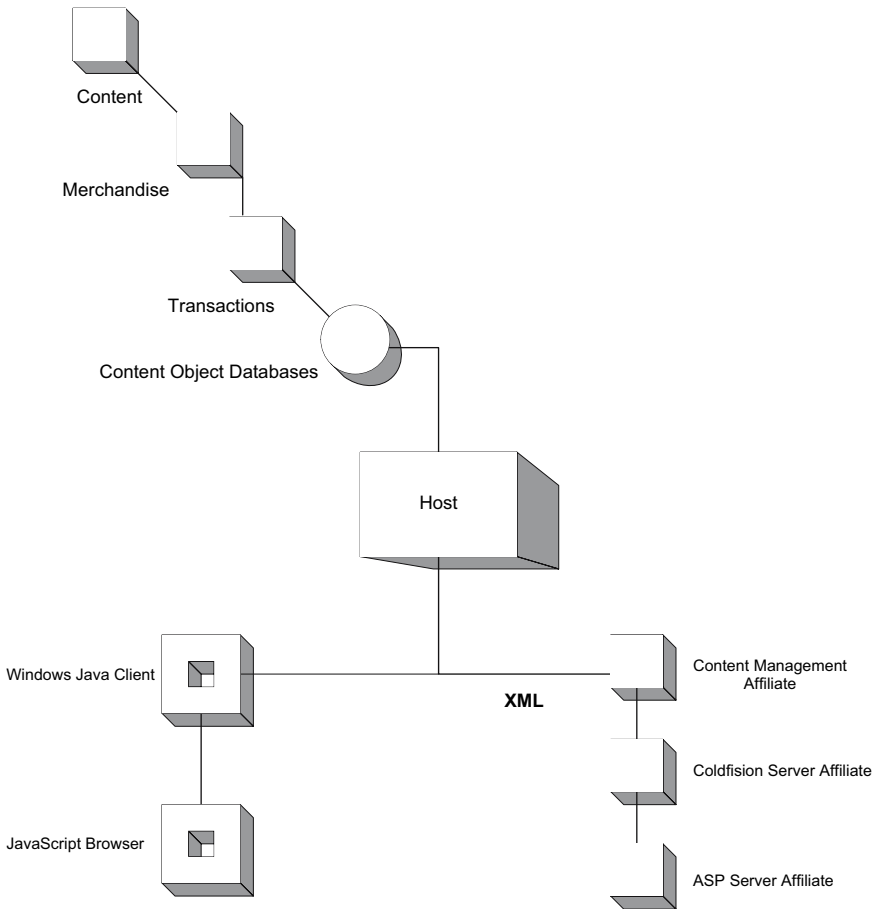 Content
Merchandise
Transactions
Content Object Databases
Host
Windows Java Client
XML
Content Management
Affiliate
Coldfision Server Affiliate
JavaScript Browser
ASP Server Affiliate